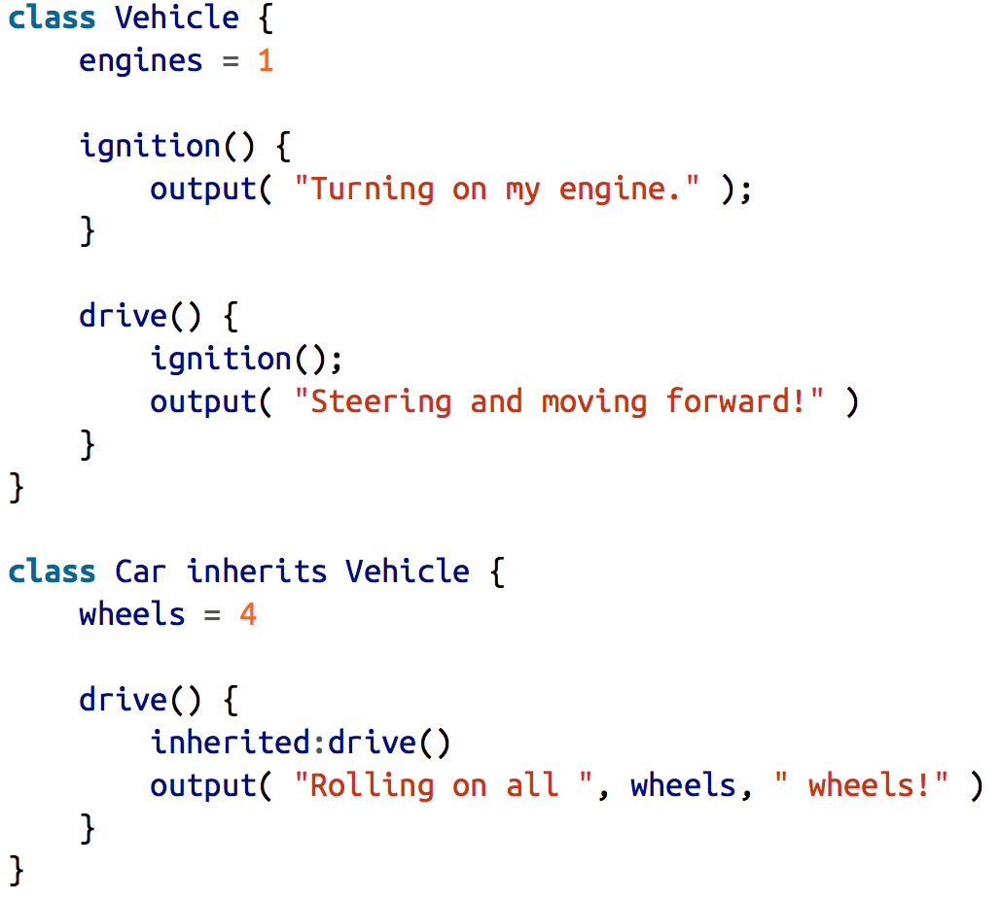 class Vehicle {
    engines = 1

    ignition() {
        output( "Turning on my engine." );
    }

    drive() {
        ignition();
        output( "Steering and moving forward!" )
    }
}

class Car inherits Vehicle {
    wheels = 4

    drive() {
        inherited:drive()
        output( "Rolling on all ", wheels, " wheels!" )
    }
}